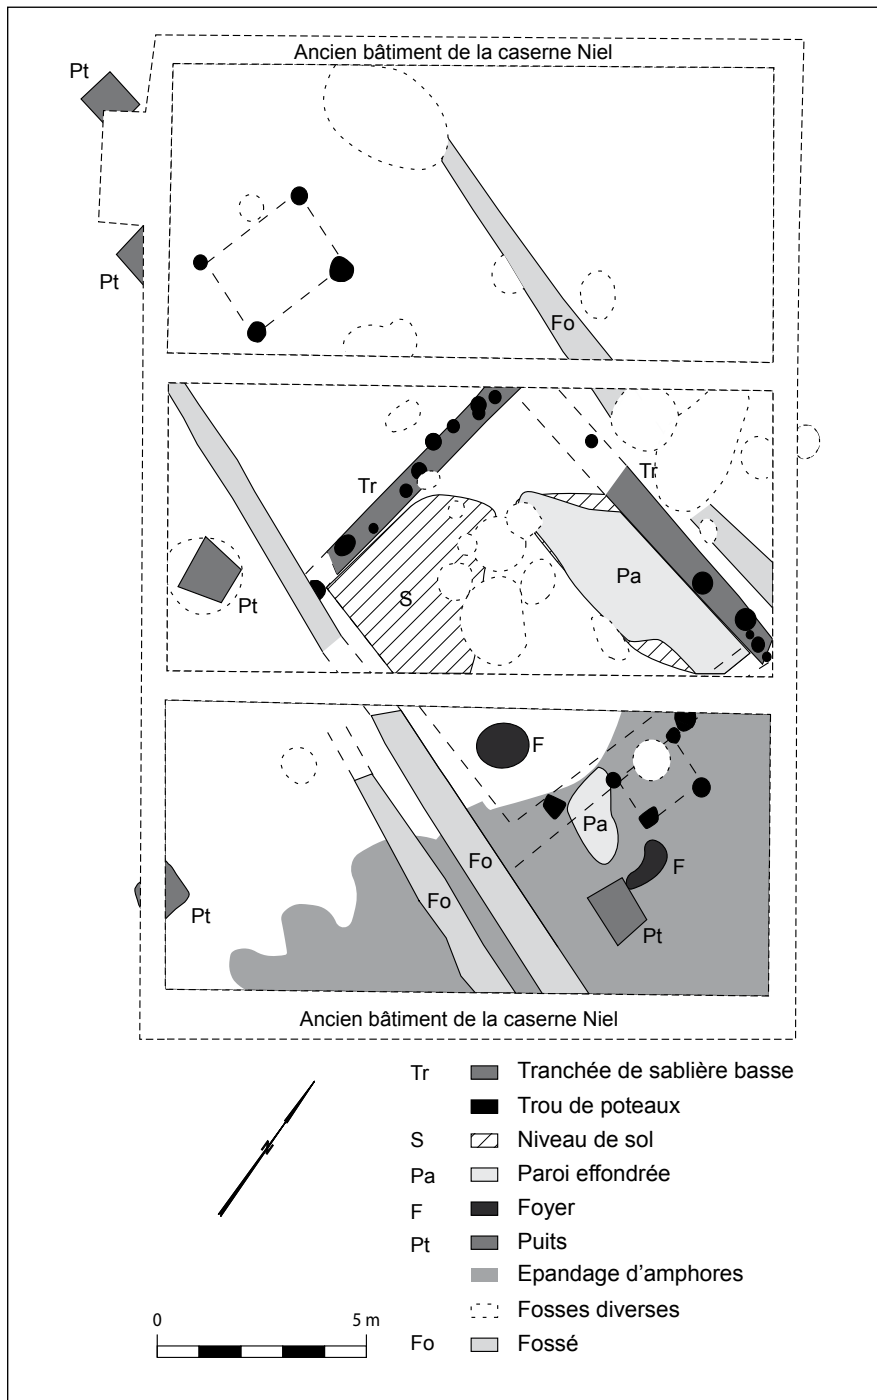 Ancien bâtiment de la caserne Niel
Pt
Pt
Fo
Tr
Tr
Pa
S
Pt
F
Pa
Fo
F
Fo
Pt
Pt
Ancien bâtiment de la caserne Niel
Tr Tranchée de sablière basse
Trou de poteaux
S Niveau de sol
Pa Paroi effondrée
F Foyer
Pt Puits
Epandage d'amphores
Fosses diverses
Fo Fossé
N
0 5 m